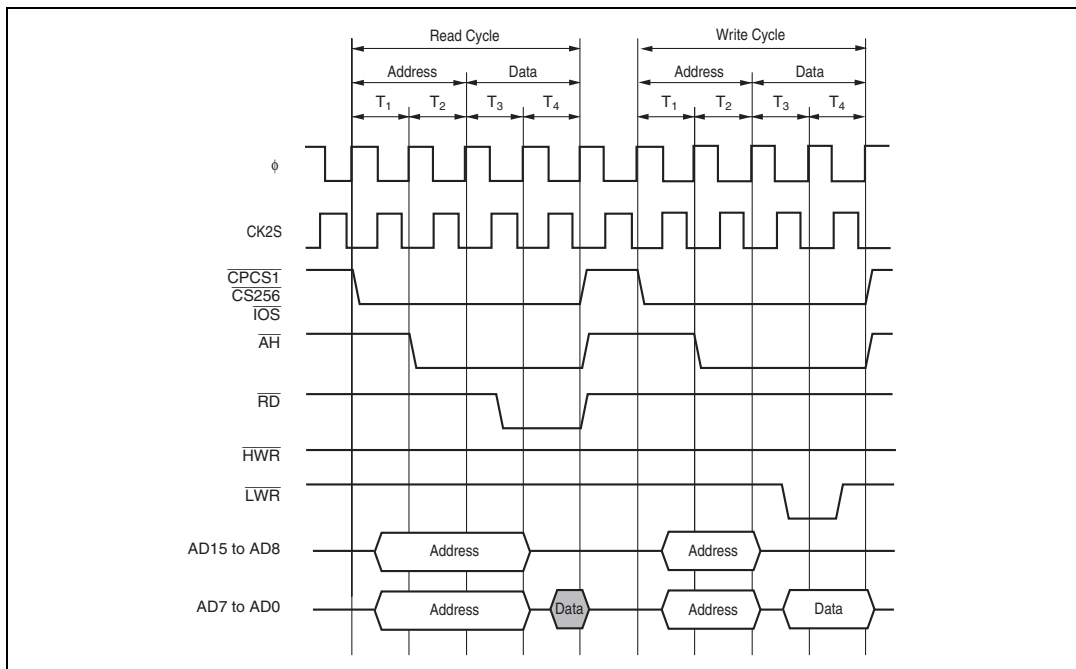 Read Cycle Write Cycle
Address Data Address Data
T1 T2 T3 T4 T1 T2 T3 T4
ϕ
CK2S
CPCS1
CS256
IOS
AH
RD
HWR
LWR
AD15 to AD8 Address Address
AD7 to AD0 Address Data Address Data